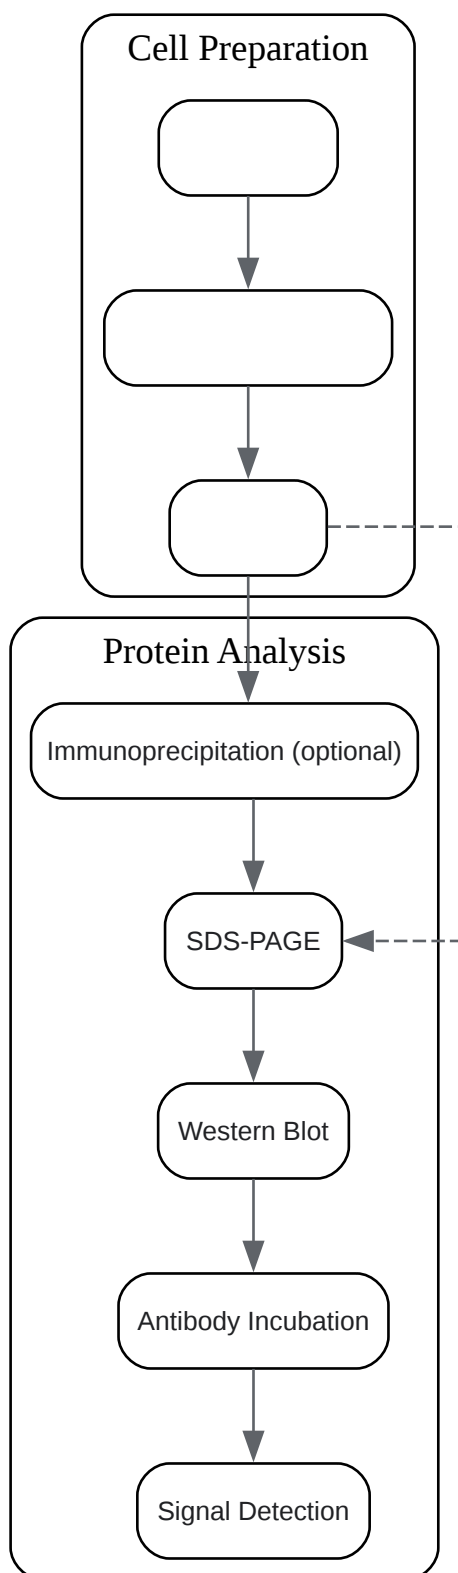 Cell Preparation
Protein Analysis
Immunoprecipitation (optional)
SDS-PAGE
Western Blot
Antibody Incubation
Signal Detection